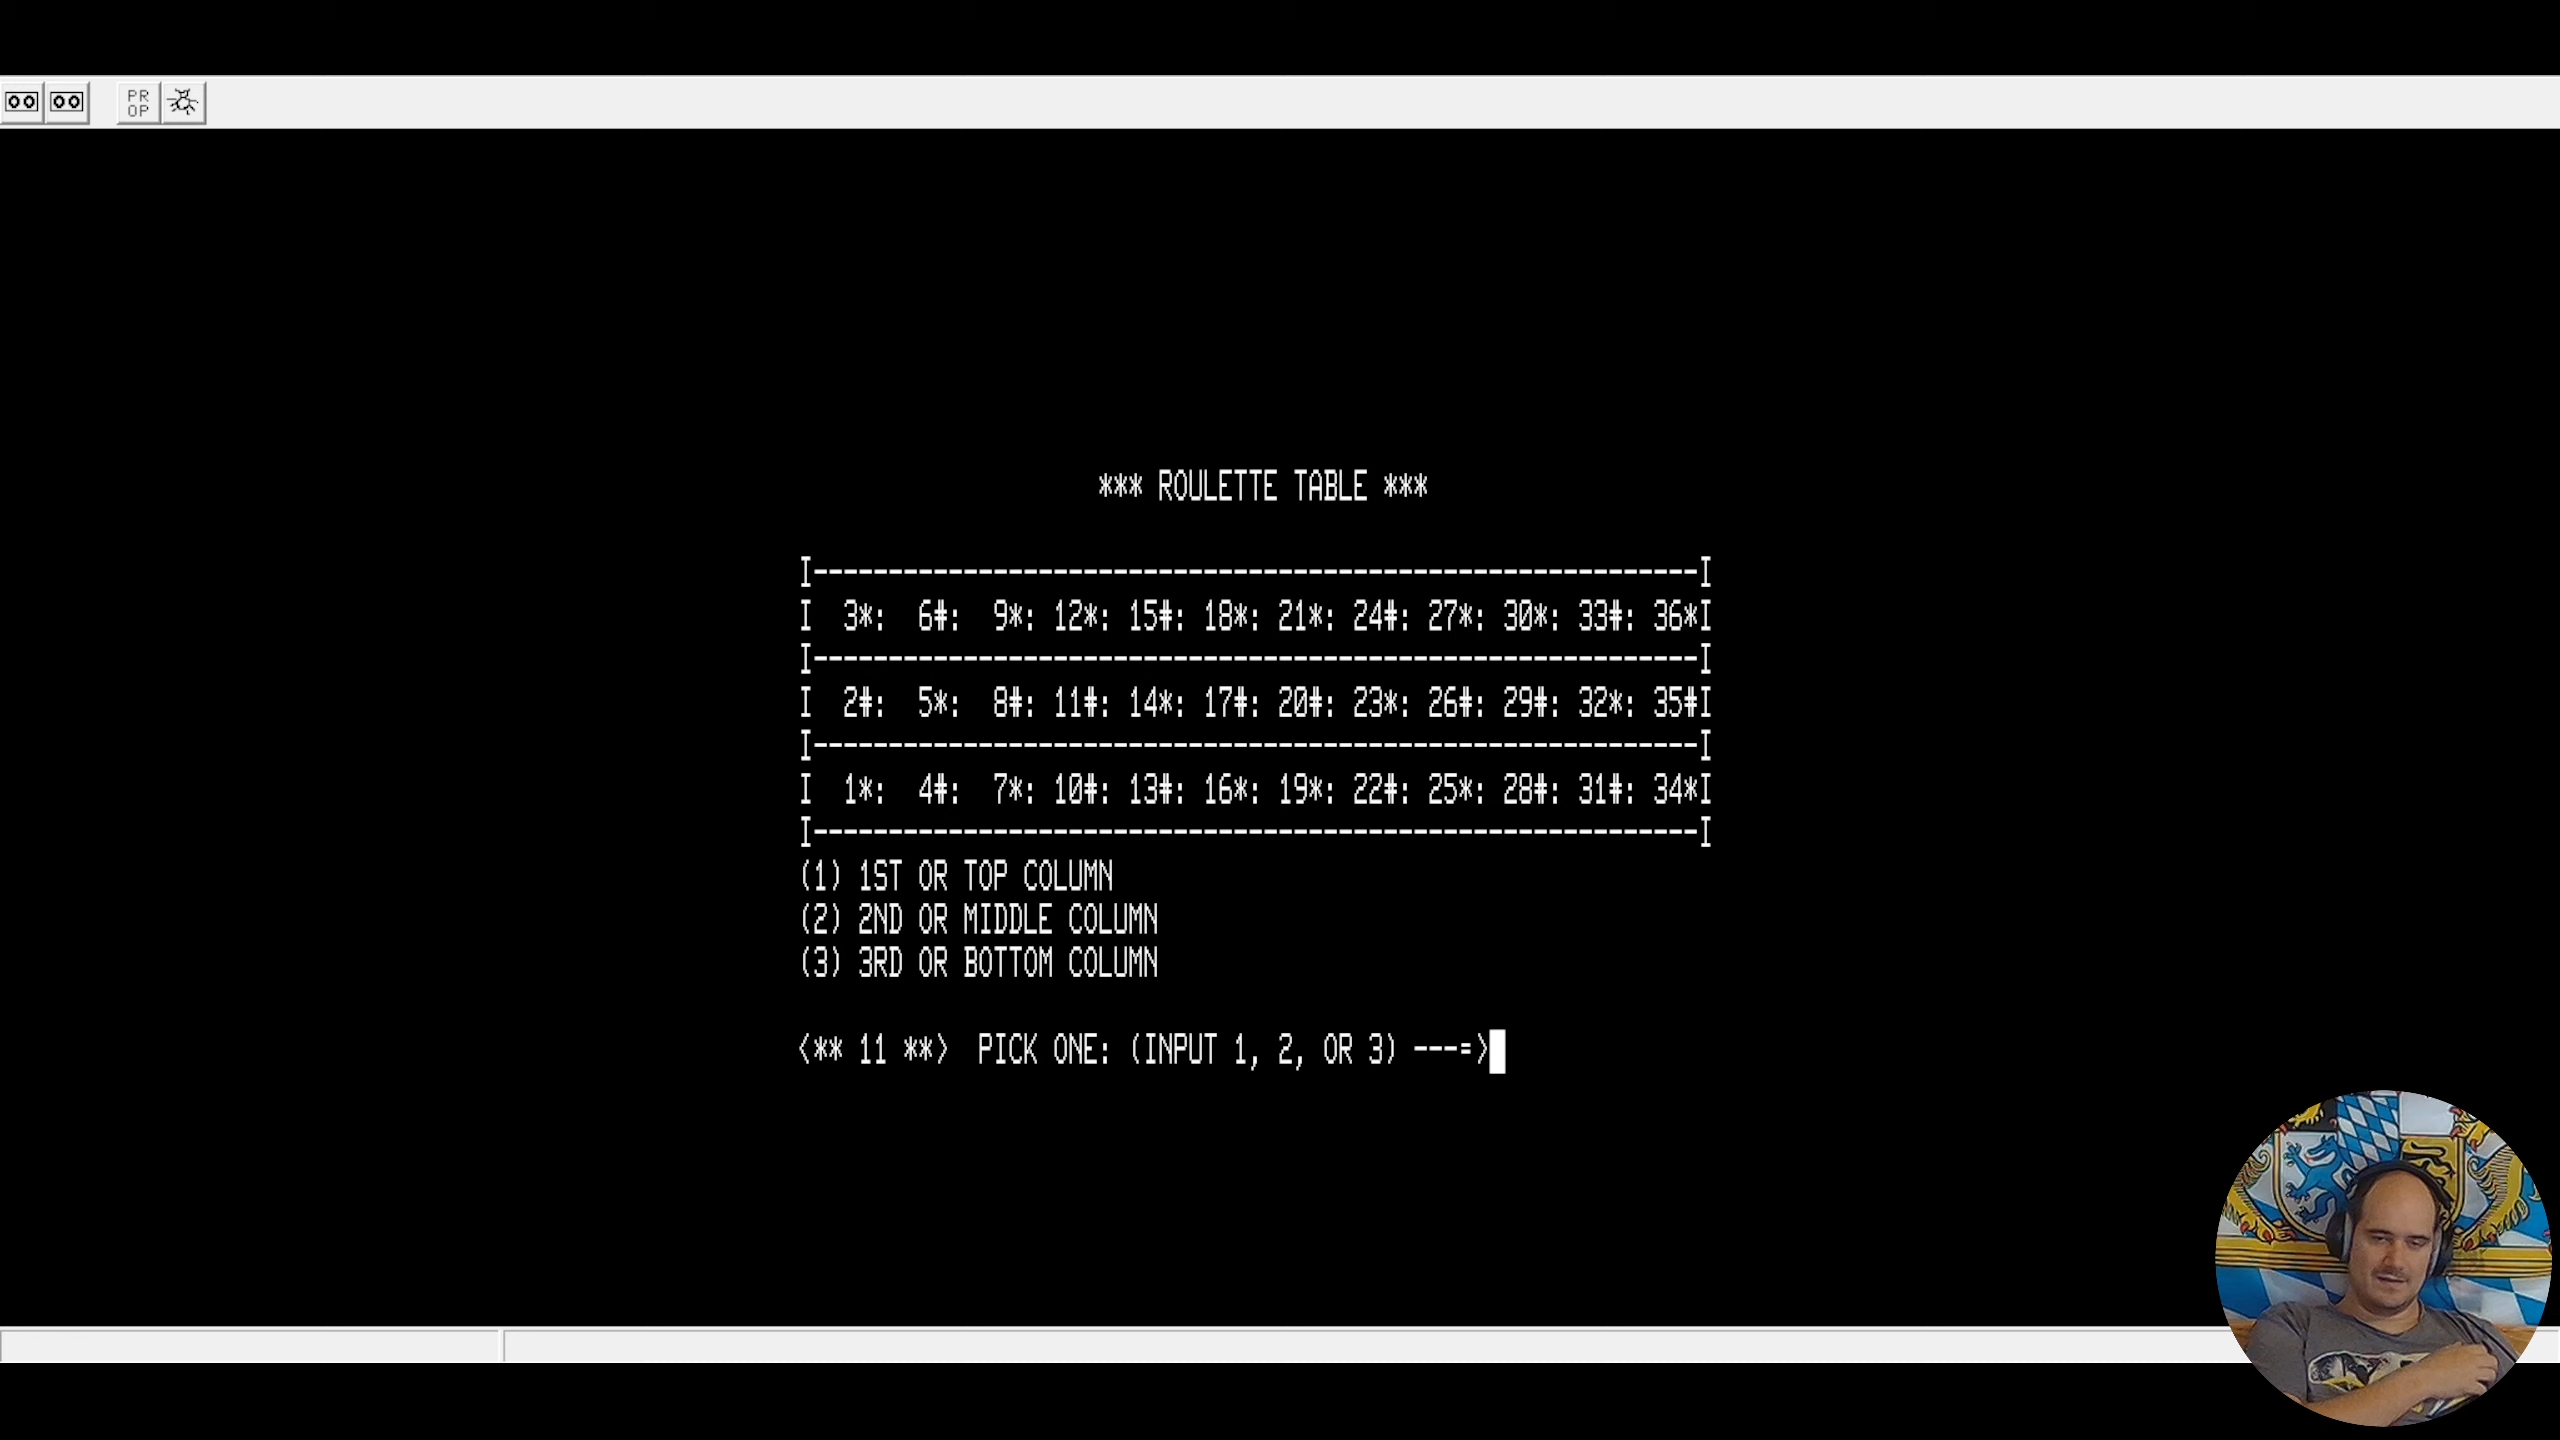 PR
OP
*** ROULETTE TABLE ***
I-----------------------------------------------------------I
I  3*:  6#:  9*: 12*: 15#: 18*: 21*: 24#: 27*: 30*: 33#: 36*I
I-----------------------------------------------------------I
I  2#:  5*:  8#: 11#: 14*: 17#: 20#: 23*: 26#: 29#: 32*: 35#I
I-----------------------------------------------------------I
I  1*:  4#:  7*: 10#: 13#: 16*: 19*: 22#: 25*: 28#: 31#: 34*I
I-----------------------------------------------------------I
(1) 1ST OR TOP COLUMN
(2) 2ND OR MIDDLE COLUMN
(3) 3RD OR BOTTOM COLUMN
<** 11 **>  PICK ONE: (INPUT 1, 2, OR 3) ---=>